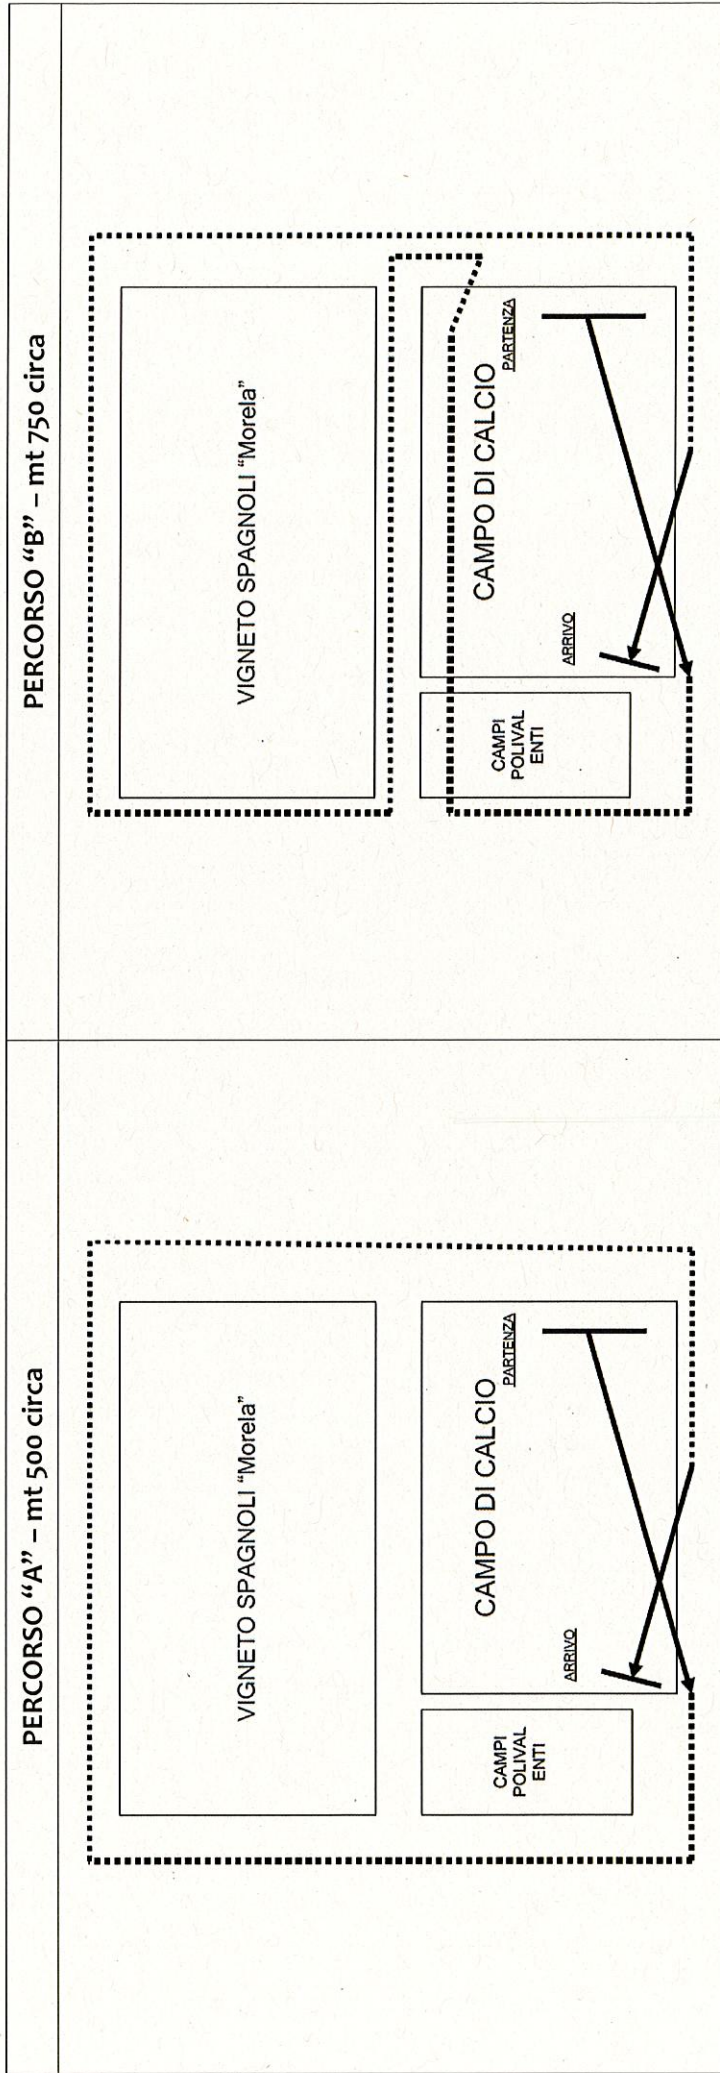 PERCORSO “A” – mt 500 circa
VIGNETO SPAGNOLI “Morela”
CAMPI
POLIVAL
ENTI
CAMPO DI CALCIO
ARRIVO
PARTENZA
PERCORSO “B” – mt 750 circa
VIGNETO SPAGNOLI “Morela”
CAMPI
POLIVAL
ENTI
CAMPO DI CALCIO
ARRIVO
PARTENZA